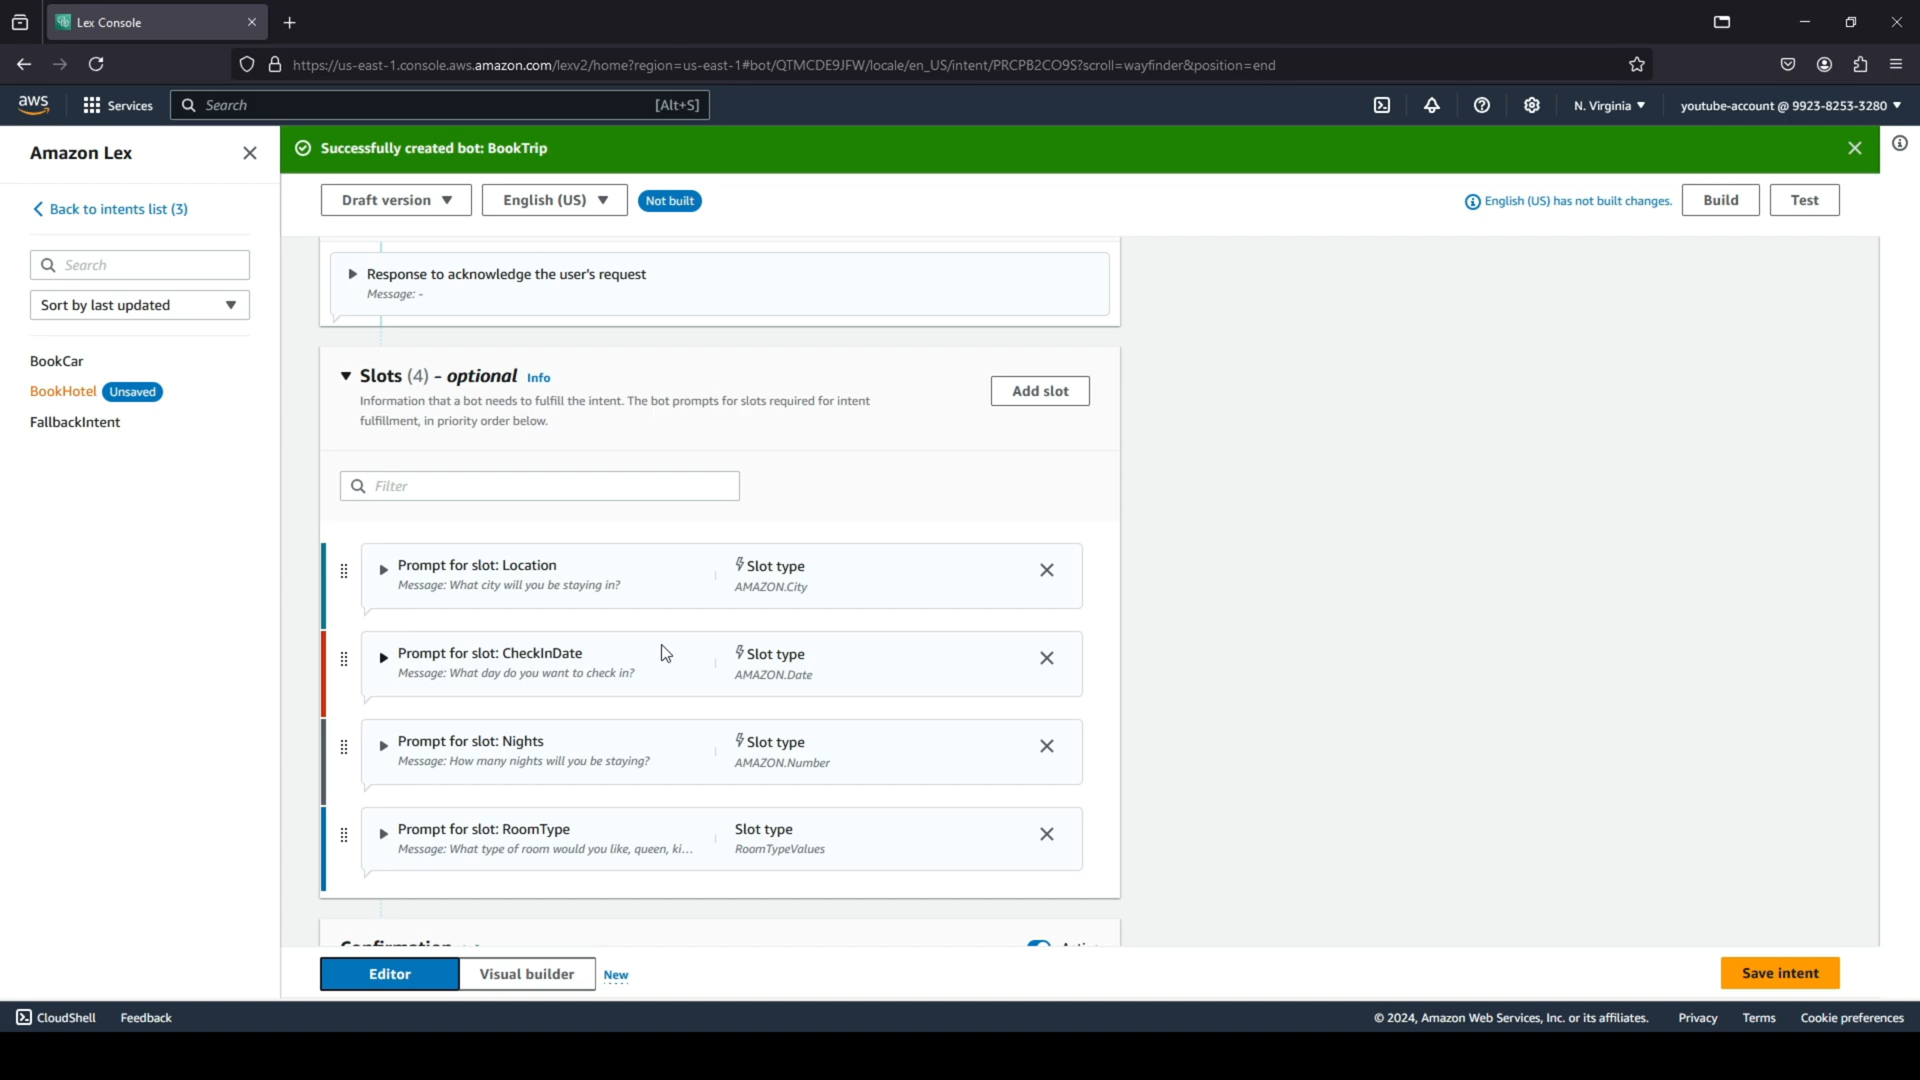 Lex Console
https://us-east-1.console.aws.amazon.com/lexv2/home?region=us-east-1#bot/QTMCDE9JFW/locale/en_US/intent/PRCPB2CO9S?scroll=wayfinder&position=end
aws
Services
Search
[Alt+S]
N. Virginia
youtube-account @ 9923-8253-3280
Amazon Lex
Successfully created bot: BookTrip
Back to intents list (3)
Draft version
English (US)
Not built
English (US) has not built changes.
Build
Test
Search
Sort by last updated
BookCar
BookHotel Unsaved
FallbackIntent
Response to acknowledge the user's request
Message: -
Slots (4) - optional Info
Information that a bot needs to fulfill the intent. The bot prompts for slots required for intent
fulfillment, in priority order below.
Add slot
Filter
Prompt for slot: Location
Message: What city will you be staying in?
Slot type
AMAZON.City
Prompt for slot: CheckInDate
Message: What day do you want to check in?
Slot type
AMAZON.Date
Prompt for slot: Nights
Message: How many nights will you be staying?
Slot type
AMAZON.Number
Prompt for slot: RoomType
Message: What type of room would you like, queen, ki...
Slot type
RoomTypeValues
Editor
Visual builder
New
Save intent
CloudShell
Feedback
© 2024, Amazon Web Services, Inc. or its affiliates.
Privacy
Terms
Cookie preferences